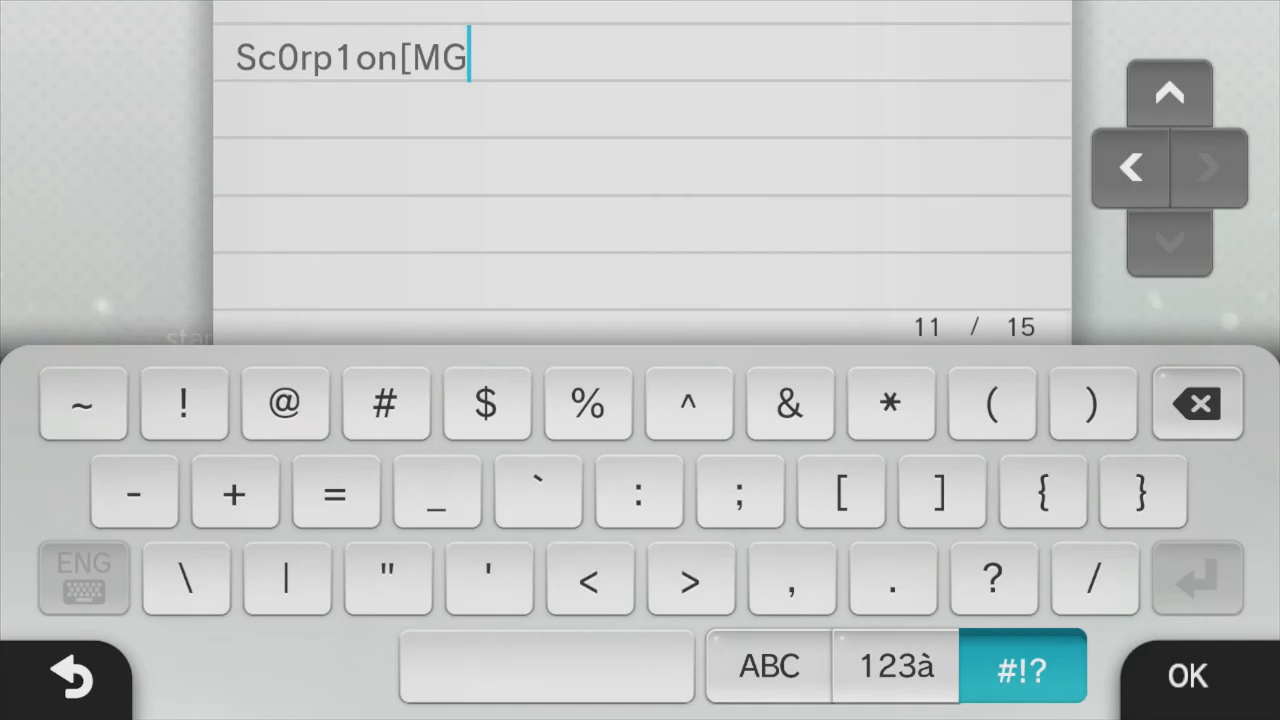 Sc0rp1on[MG
11 / 15
~ ! @ # $ % ^ & * ( )
- + = _ ` : ; [ ] { }
ENG \ | " ' < > , . ? /
ABC 123à #!? OK